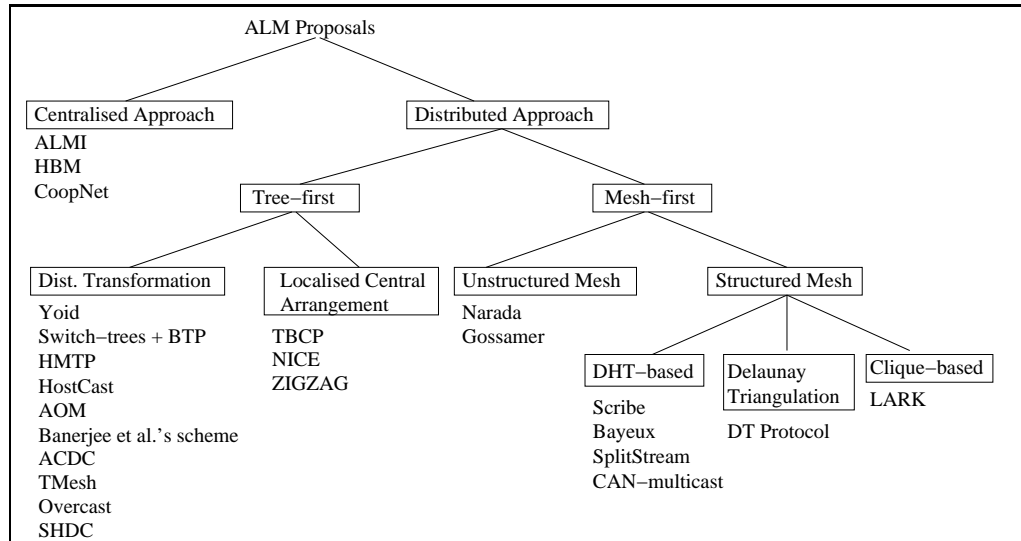 ALM Proposals
Centralised Approach
ALMI
HBM
CoopNet
Distributed Approach
Tree−first
Mesh−first
Dist. Transformation
Yoid
Switch−trees + BTP
HMTP
HostCast
AOM
Banerjee et al.'s scheme
ACDC
TMesh
Overcast
SHDC
Localised Central
Arrangement
TBCP
NICE
ZIGZAG
Unstructured Mesh
Narada
Gossamer
Structured Mesh
DHT−based
Scribe
Bayeux
SplitStream
CAN−multicast
Delaunay
Triangulation
DT Protocol
Clique−based
LARK